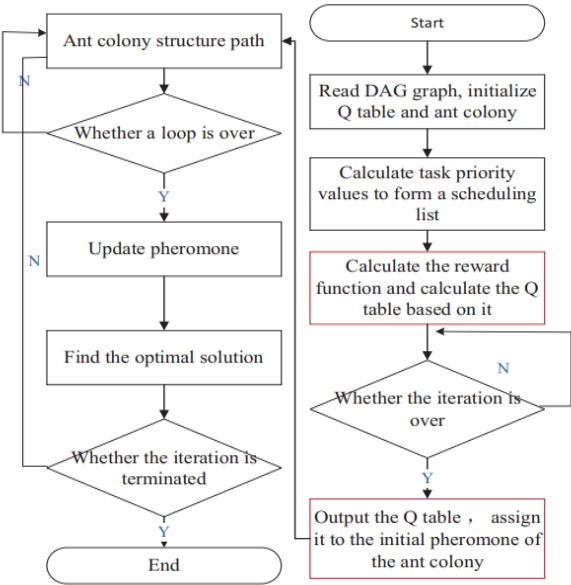 Start
Read DAG graph, initialize
Q table and ant colony
Calculate task priority
values to form a scheduling
list
Calculate the reward
function and calculate the Q
table based on it
N
Whether the iteration is
over
Y
Output the Q table ， assign
it to the initial pheromone of
the ant colony
Ant colony structure path
N
Whether a loop is over
Y
Update pheromone
N
Find the optimal solution
Whether the iteration is
terminated
Y
End